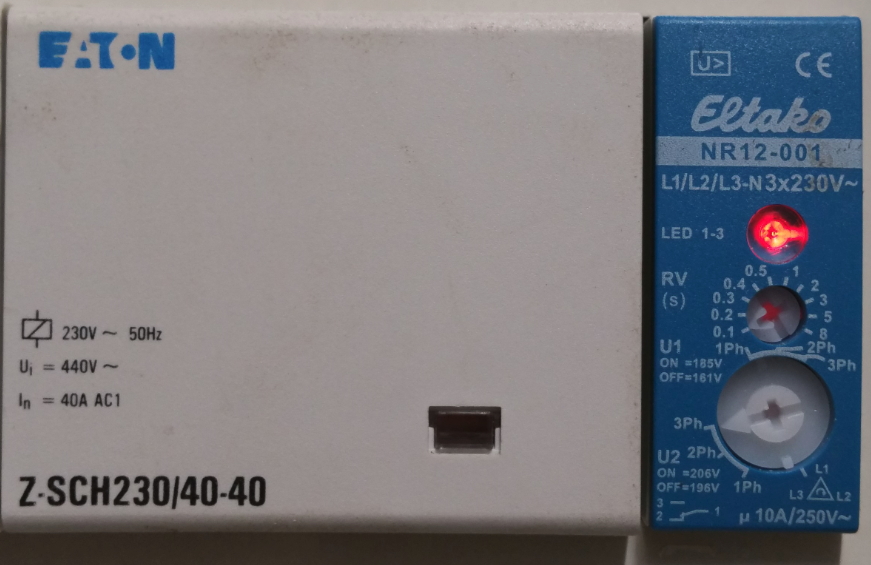 EATON
230V ~ 50Hz
Ui = 440V ~
In = 40A AC1
Z-SCH230/40-40
U>
CE
Eltako
NR12-001
L1/L2/L3-N 3x230V~
LED 1-3
RV
(s)
0.5 1
0.4 2
0.3 3
0.2 5
0.1 8
U1 1Ph 2Ph
ON =185V 3Ph
OFF=161V
3Ph
U2 2Ph
ON =206V
OFF=196V 1Ph
L1
L3 L2
3
2 1
µ 10A/250V~